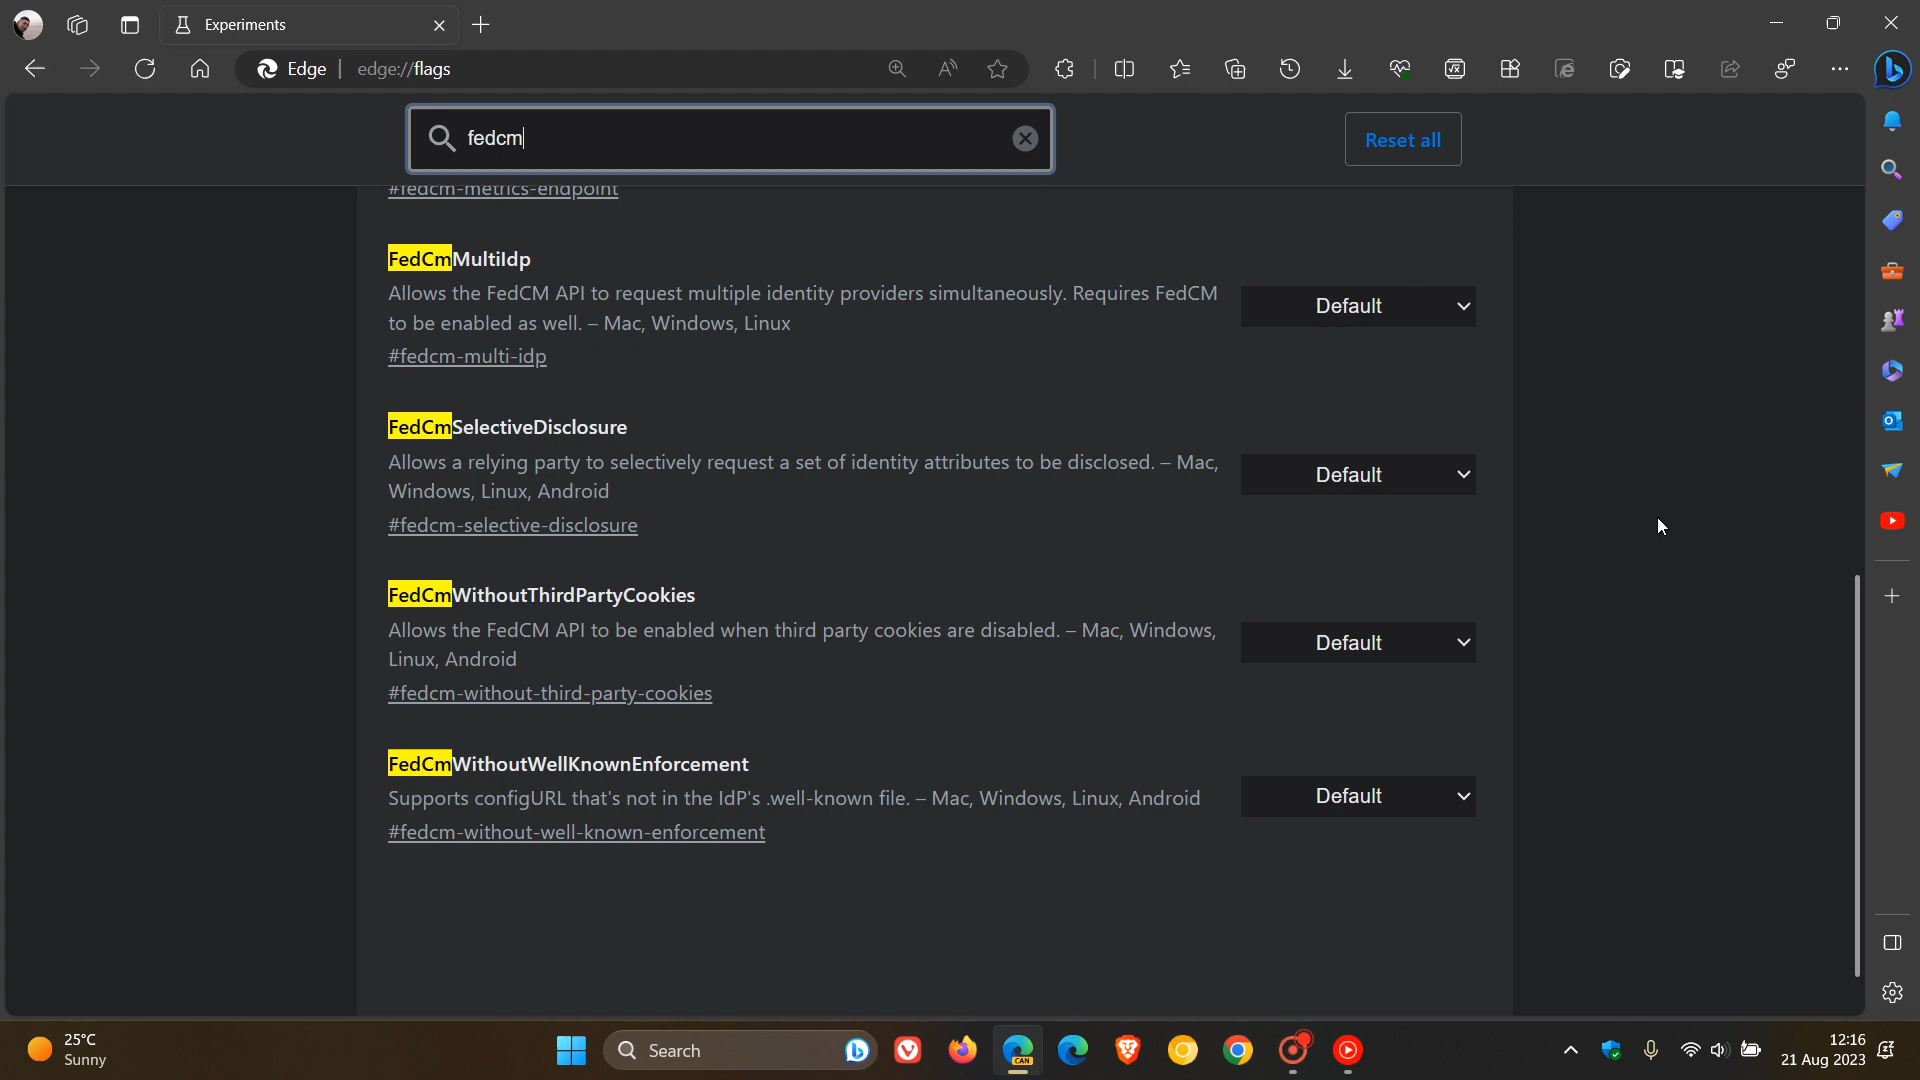 Experiments
Edge
edge://flags
fedcm
Reset all
#fedcm-metrics-endpoint
FedCmMultiIdp
Allows the FedCM API to request multiple identity providers simultaneously. Requires FedCM
to be enabled as well. – Mac, Windows, Linux
#fedcm-multi-idp
Default
FedCmSelectiveDisclosure
Allows a relying party to selectively request a set of identity attributes to be disclosed. – Mac,
Windows, Linux, Android
#fedcm-selective-disclosure
Default
FedCmWithoutThirdPartyCookies
Allows the FedCM API to be enabled when third party cookies are disabled. – Mac, Windows,
Linux, Android
#fedcm-without-third-party-cookies
Default
FedCmWithoutWellKnownEnforcement
Supports configURL that's not in the IdP's .well-known file. – Mac, Windows, Linux, Android
#fedcm-without-well-known-enforcement
Default
25°C
Sunny
Search
CAN
12:16
21 Aug 2023